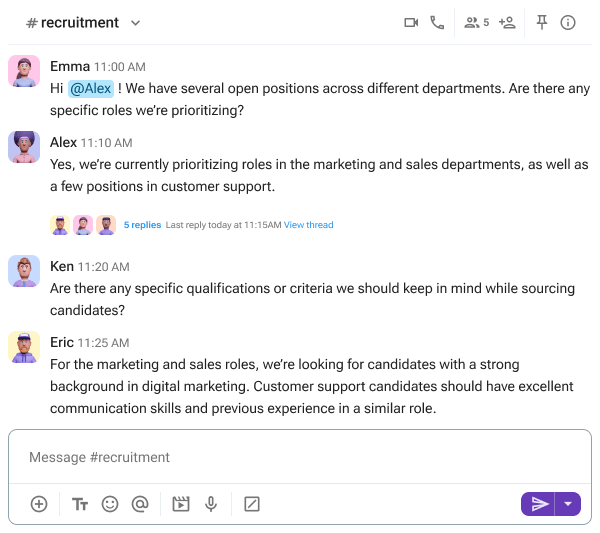 # recruitment
5
Emma 11:00 AM
Hi @Alex ! We have several open positions across different departments. Are there any
specific roles we're prioritizing?
Alex 11:10 AM
Yes, we're currently prioritizing roles in the marketing and sales departments, as well as
a few positions in customer support.
5 replies Last reply today at 11:15AM View thread
Ken 11:20 AM
Are there any specific qualifications or criteria we should keep in mind while sourcing
candidates?
Eric 11:25 AM
For the marketing and sales roles, we're looking for candidates with a strong
background in digital marketing. Customer support candidates should have excellent
communication skills and previous experience in a similar role.
Message #recruitment